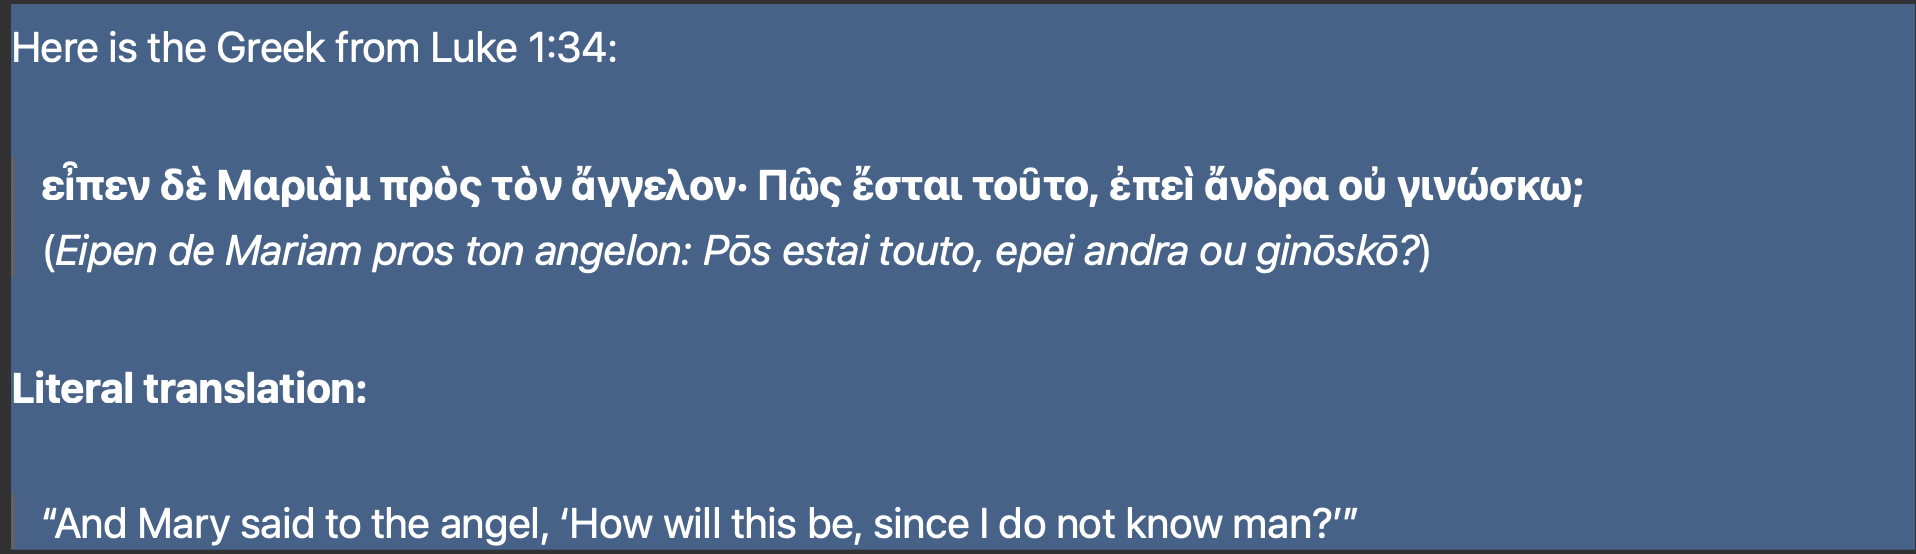 Here is the Greek from Luke 1:34:
εἶπεν δὲ Μαριὰμ πρὸς τὸν ἄγγελον· Πῶς ἔσται τοῦτο, ἐπεὶ ἄνδρα οὐ γινώσκω;
(Eipen de Mariam pros ton angelon: Pōs estai touto, epei andra ou ginōskō?)
Literal translation:
“And Mary said to the angel, ‘How will this be, since I do not know man?’”